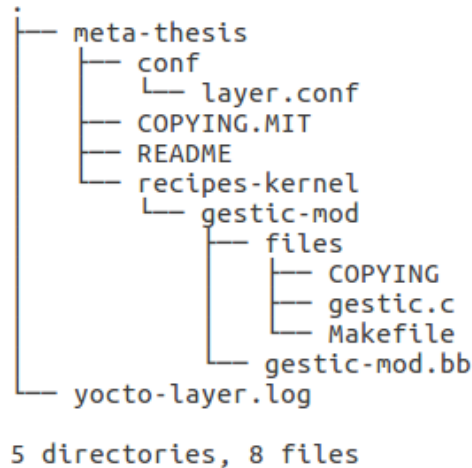 .
├── meta-thesis
│   ├── conf
│   │   └── layer.conf
│   ├── COPYING.MIT
│   ├── README
│   └── recipes-kernel
│       └── gestic-mod
│           ├── files
│           │   ├── COPYING
│           │   ├── gestic.c
│           │   └── Makefile
│           └── gestic-mod.bb
└── yocto-layer.log

5 directories, 8 files